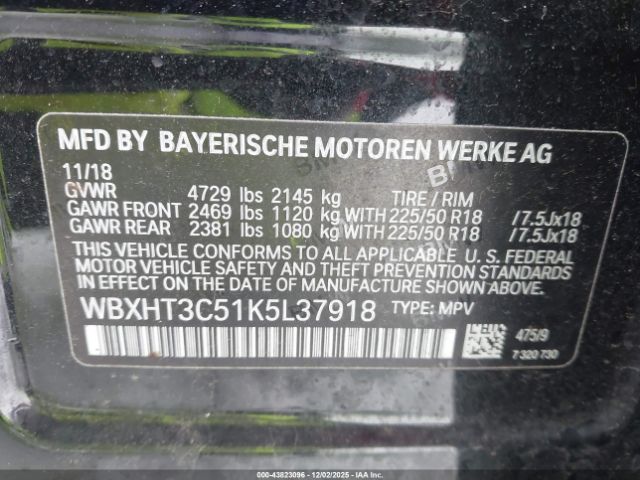 MFD BY BAYERISCHE MOTOREN WERKE AG
11/18
GVWR 4729 lbs 2145 kg TIRE / RIM
GAWR FRONT 2469 lbs 1120 kg WITH 225/50 R18 /7.5Jx18
GAWR REAR 2381 lbs 1080 kg WITH 225/50 R18 /7.5Jx18
THIS VEHICLE CONFORMS TO ALL APPLICABLE U. S. FEDERAL
MOTOR VEHICLE SAFETY AND THEFT PREVENTION STANDARDS
IN EFFECT ON THE DATE OF MANUFACTURE SHOWN ABOVE.
WBXHT3C51K5L37918 TYPE: MPV
475/9
7 320 730
000-43823096 - 12/02/2025 - IAAI.COM